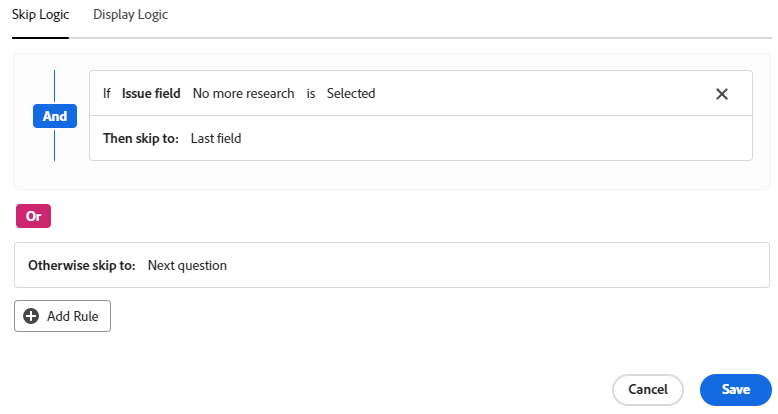 Skip Logic Display Logic
If Issue field No more research is Selected
And
Then skip to: Last field
Or
Otherwise skip to: Next question
Add Rule
Cancel Save